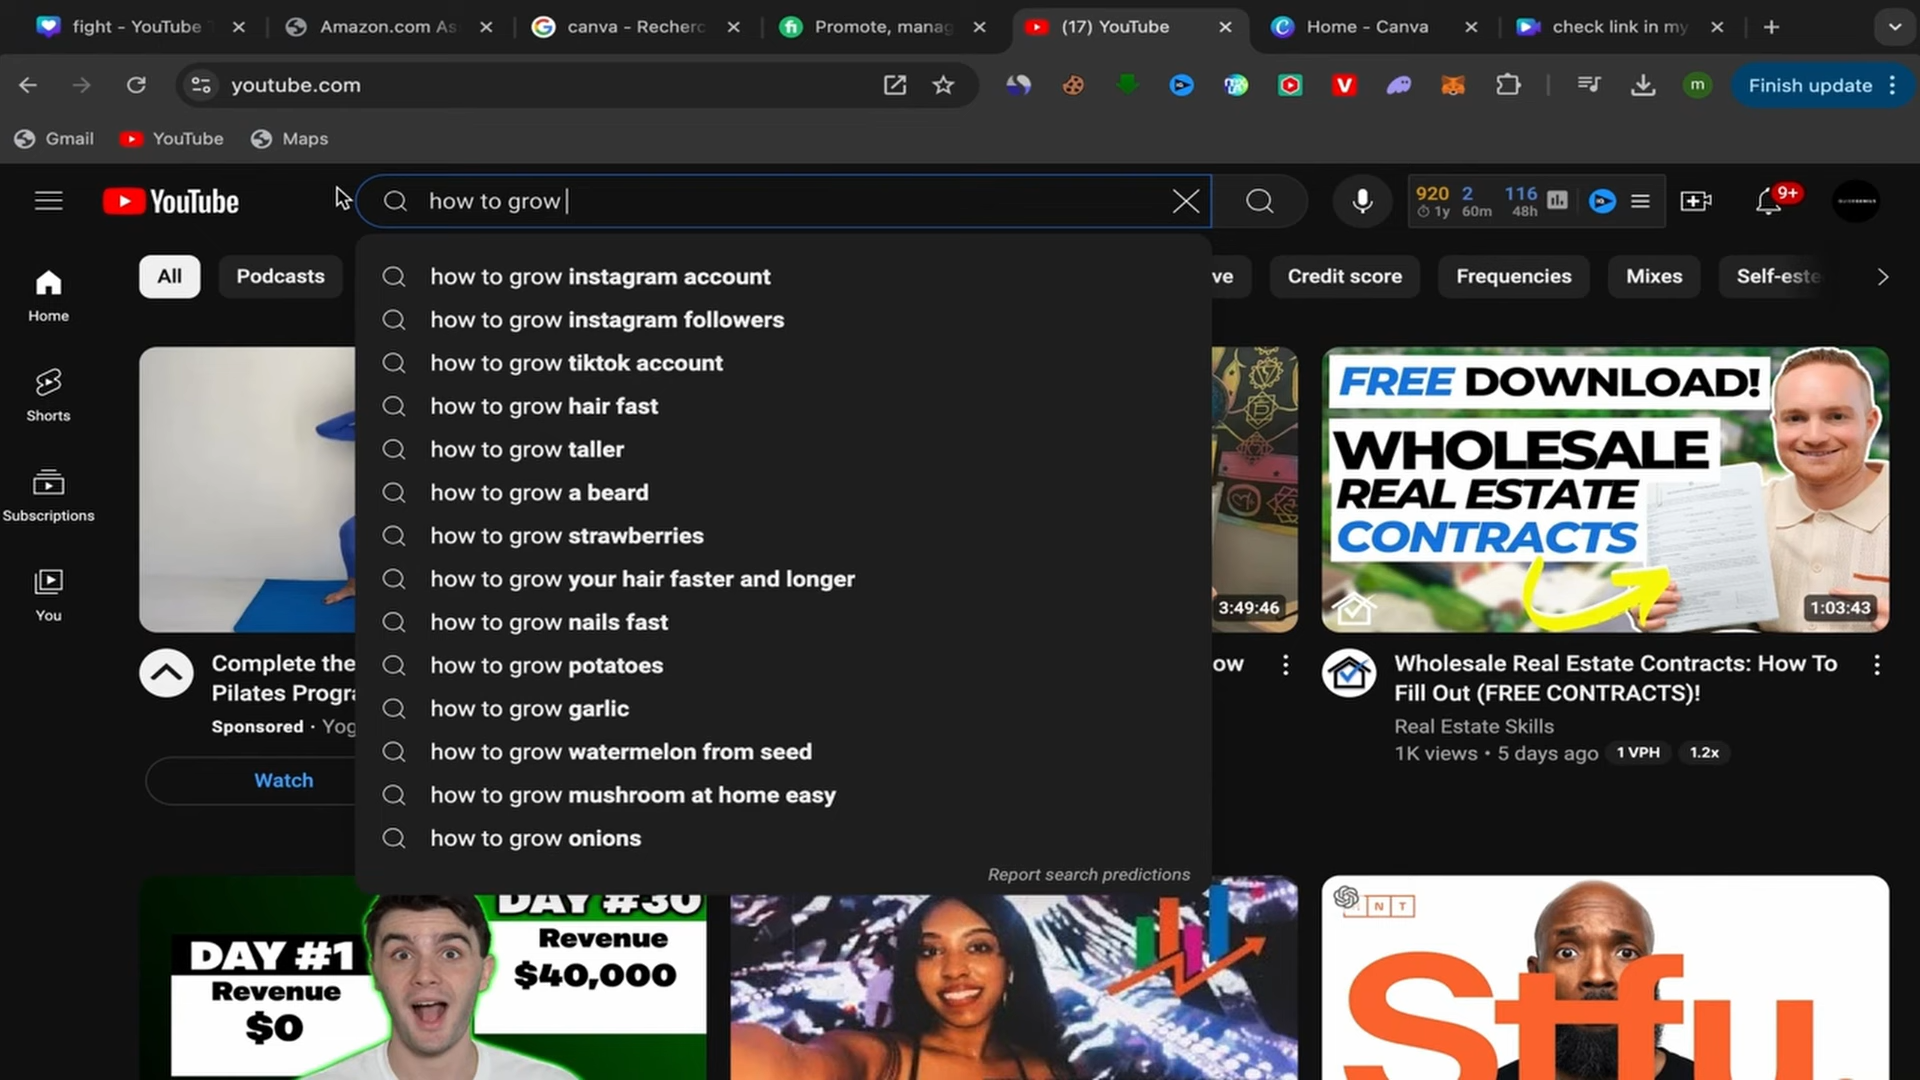 fight - YouTube
Amazon.com As
canva - Recherc
Promote, manag
(17) YouTube
Home - Canva
check link in my
youtube.com
Finish update
Gmail
YouTube
Maps
YouTube
how to grow
920 2 116
1y 60m 48h
9+
All
Podcasts
ve
Credit score
Frequencies
Mixes
Self-este
Home
Shorts
Subscriptions
You
how to grow instagram account
how to grow instagram followers
how to grow tiktok account
how to grow hair fast
how to grow taller
how to grow a beard
how to grow strawberries
how to grow your hair faster and longer
how to grow nails fast
how to grow potatoes
how to grow garlic
how to grow watermelon from seed
how to grow mushroom at home easy
how to grow onions
Report search predictions
Complete the
Pilates Progra
Sponsored · Yog
Watch
3:49:46
ow
FREE DOWNLOAD!
WHOLESALE
REAL ESTATE
CONTRACTS
1:03:43
Wholesale Real Estate Contracts: How To
Fill Out (FREE CONTRACTS)!
Real Estate Skills
1K views • 5 days ago 1 VPH 1.2x
DAY #1
Revenue
$0
DAY #30
Revenue
$40,000
NT
Stfu.